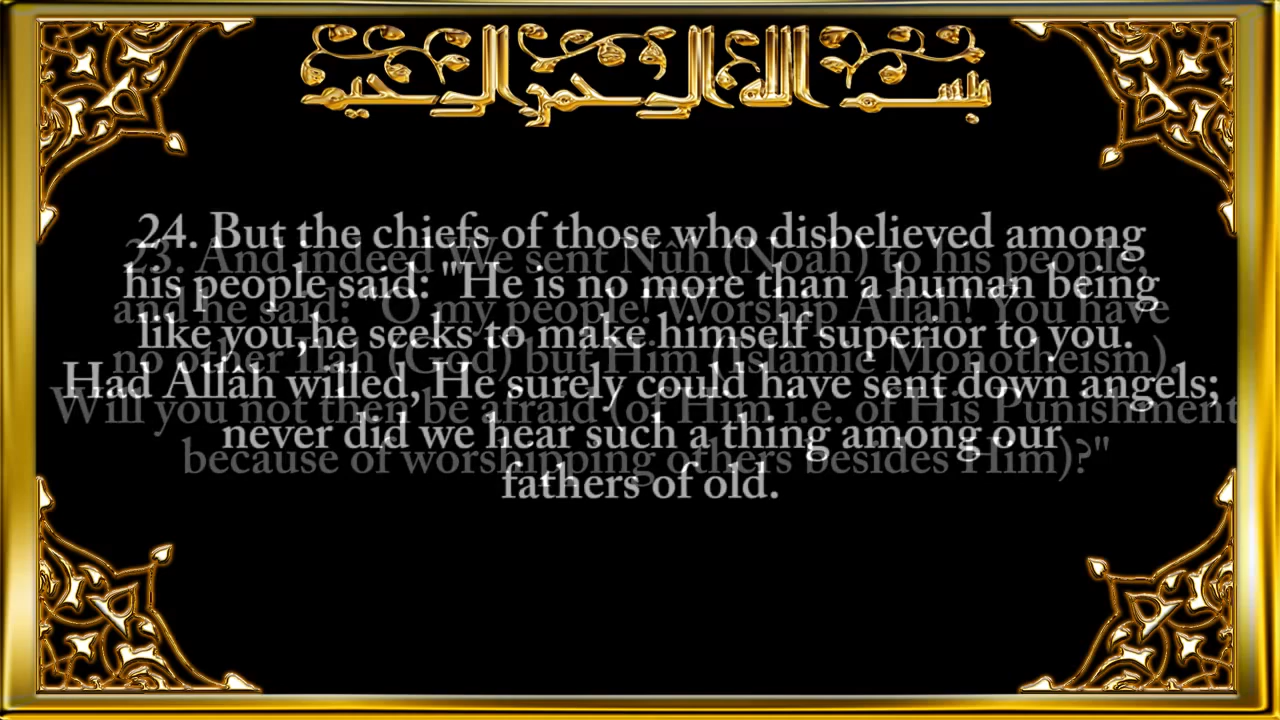 بسم الله الرحمن الرحيم
24. But the chiefs of those who disbelieved among
his people said: "He is no more than a human being
like you,he seeks to make himself superior to you.
Had Allâh willed, He surely could have sent down angels;
never did we hear such a thing among our
fathers of old.
23. And indeed We sent Nûh (Noah) to his people,
and he said: "O my people! Worship Allâh! You have
no other Ilâh (God) but Him (Islamic Monotheism).
Will you not then be afraid (of Him i.e. of His Punishment
because of worshipping others besides Him)?"